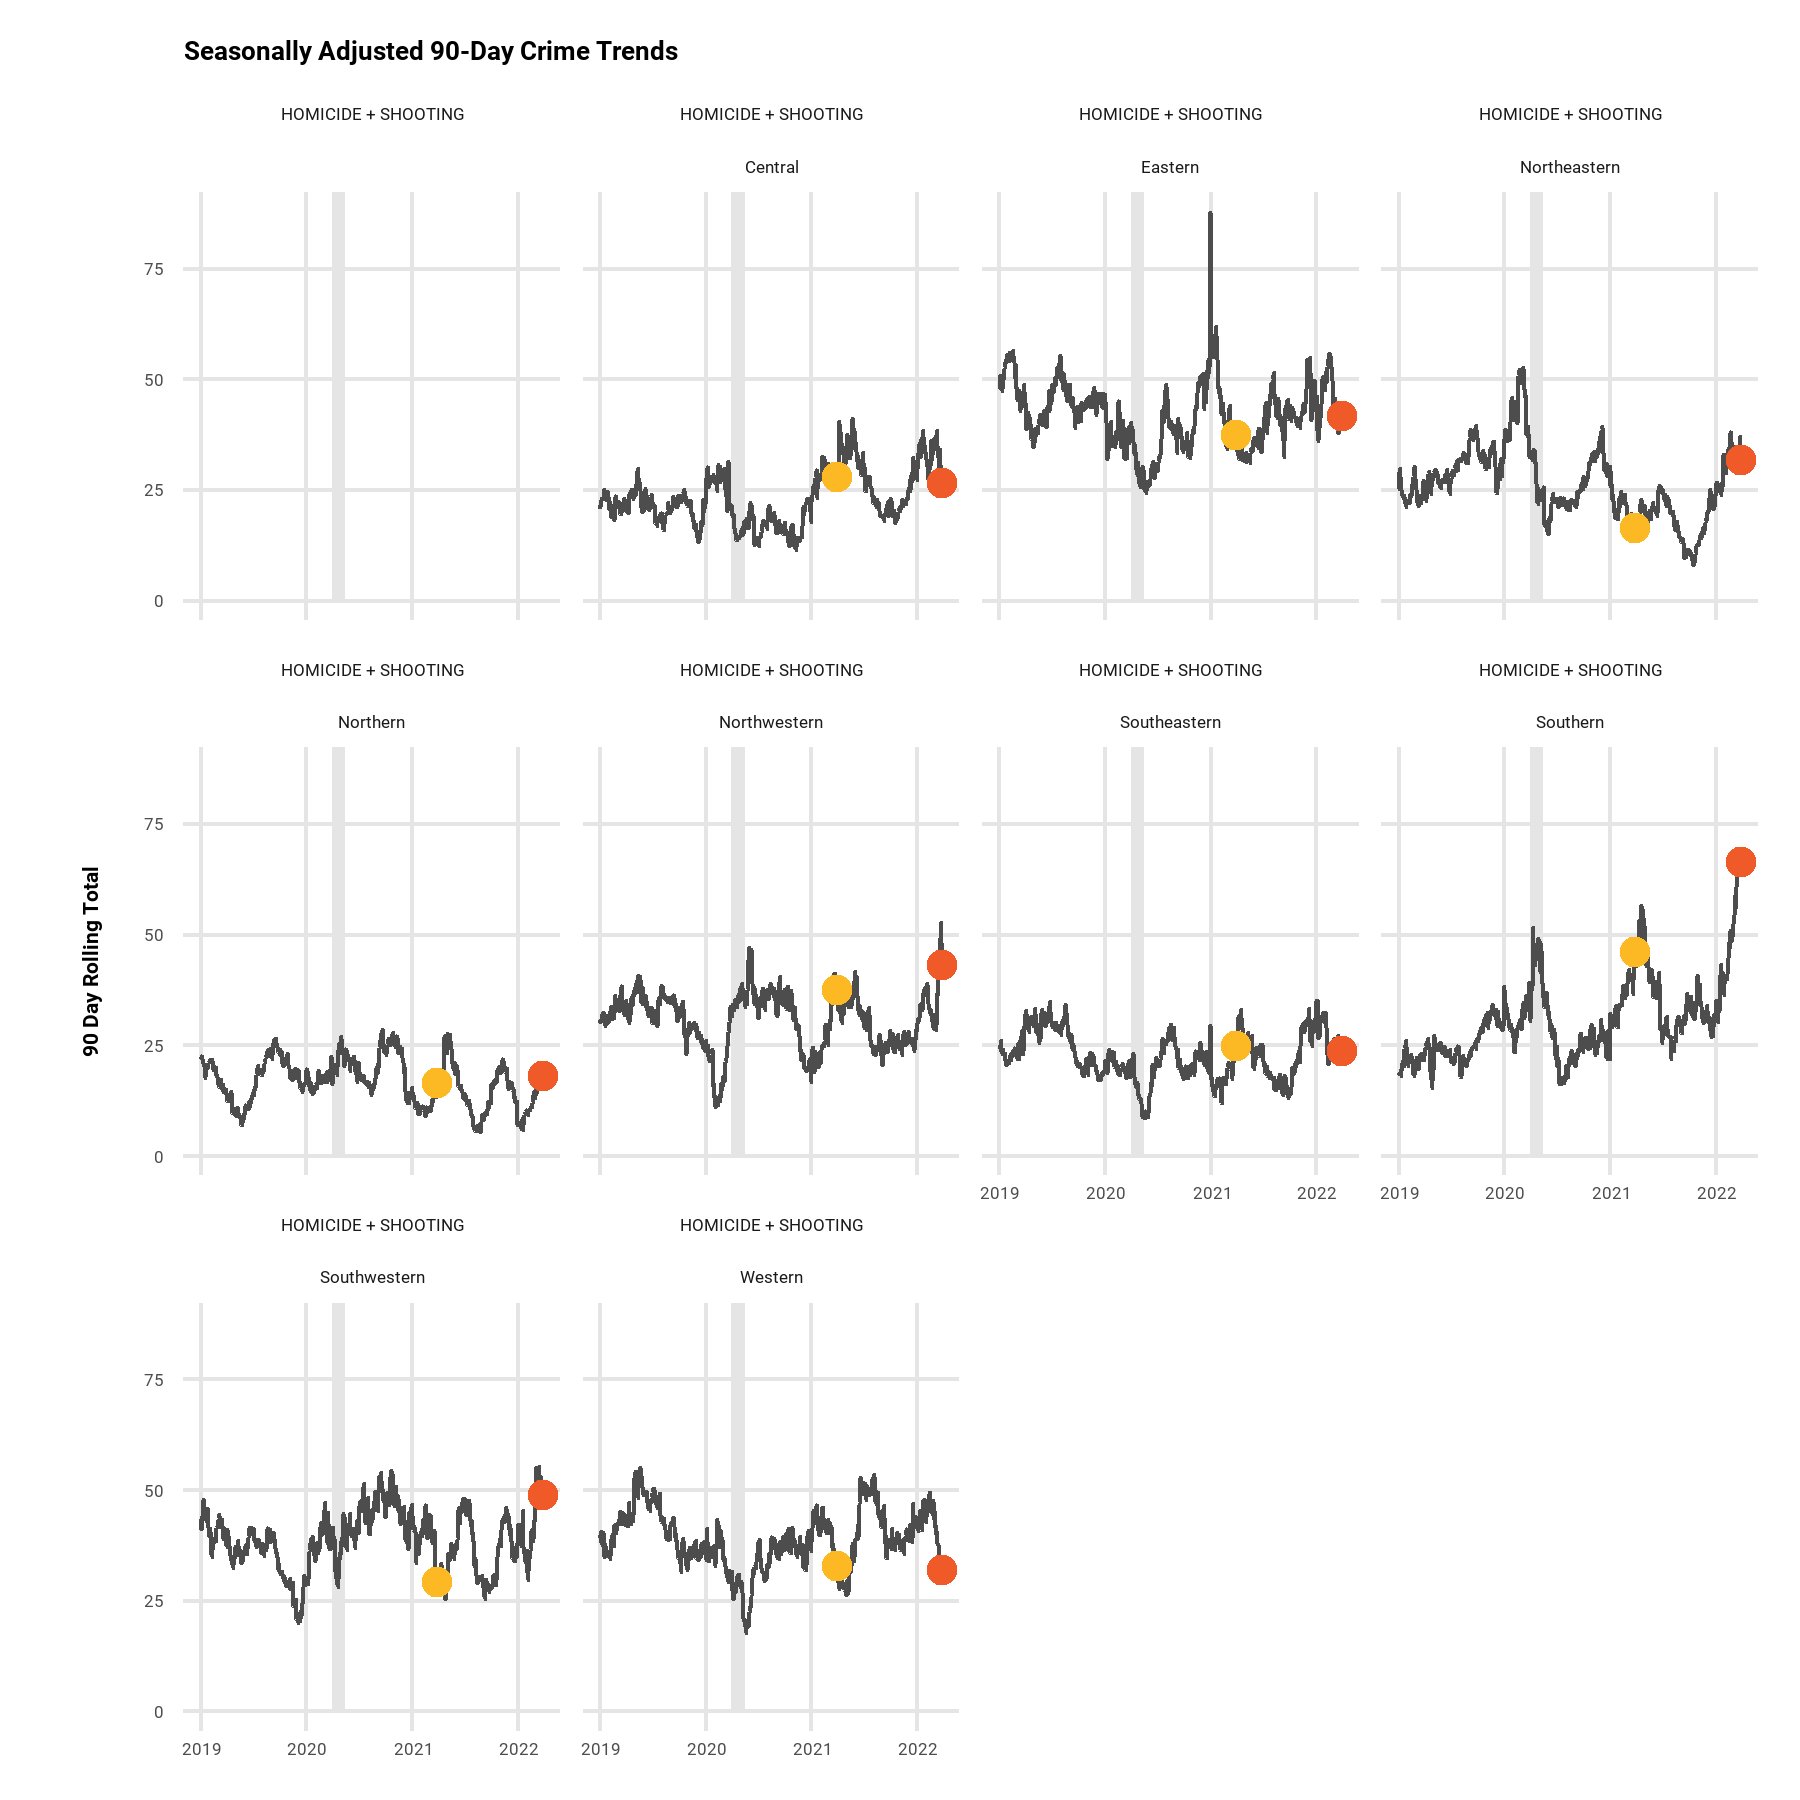 Seasonally Adjusted 90-Day Crime Trends
HOMICIDE + SHOOTING
HOMICIDE + SHOOTING
HOMICIDE + SHOOTING
HOMICIDE + SHOOTING
Central
Eastern
Northeastern
75
50
25
0
HOMICIDE + SHOOTING
HOMICIDE + SHOOTING
HOMICIDE + SHOOTING
HOMICIDE + SHOOTING
Northern
Northwestern
Southeastern
Southern
75
50
25
0
90 Day Rolling Total
2019 2020 2021 2022
2019 2020 2021 2022
HOMICIDE + SHOOTING
HOMICIDE + SHOOTING
Southwestern
Western
75
50
25
0
2019 2020 2021 2022
2019 2020 2021 2022